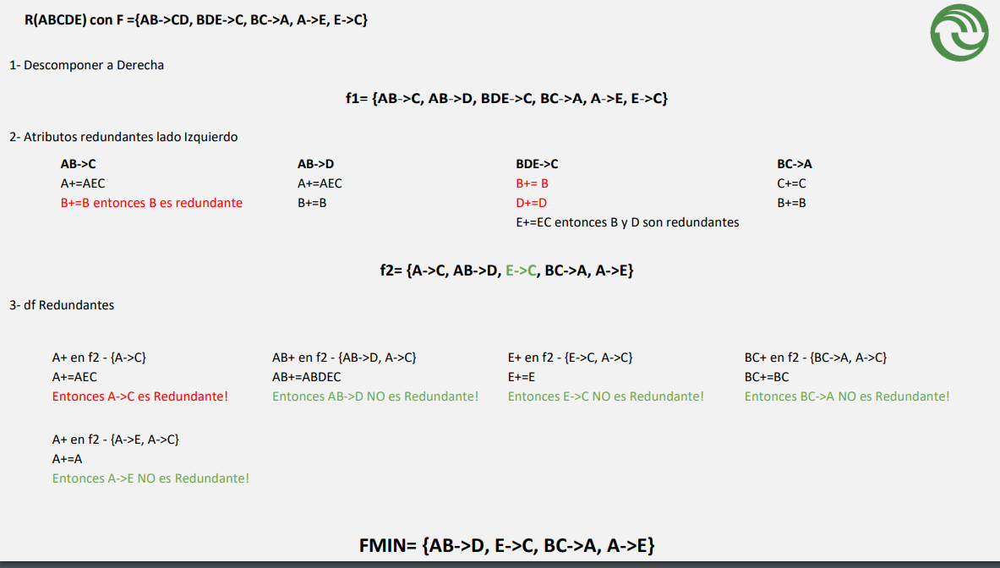 R(ABCDE) con F ={AB->CD, BDE->C, BC->A, A->E, E->C}
1- Descomponer a Derecha
f1= {AB->C, AB->D, BDE->C, BC->A, A->E, E->C}
2- Atributos redundantes lado Izquierdo
AB->C
A+=AEC
B+=B entonces B es redundante
AB->D
A+=AEC
B+=B
BDE->C
B+= B
D+=D
E+=EC entonces B y D son redundantes
BC->A
C+=C
B+=B
f2= {A->C, AB->D, E->C, BC->A, A->E}
3- df Redundantes
A+ en f2 - {A->C}
A+=AEC
Entonces A->C es Redundante!
AB+ en f2 - {AB->D, A->C}
AB+=ABDEC
Entonces AB->D NO es Redundante!
E+ en f2 - {E->C, A->C}
E+=E
Entonces E->C NO es Redundante!
BC+ en f2 - {BC->A, A->C}
BC+=BC
Entonces BC->A NO es Redundante!
A+ en f2 - {A->E, A->C}
A+=A
Entonces A->E NO es Redundante!
FMIN= {AB->D, E->C, BC->A, A->E}